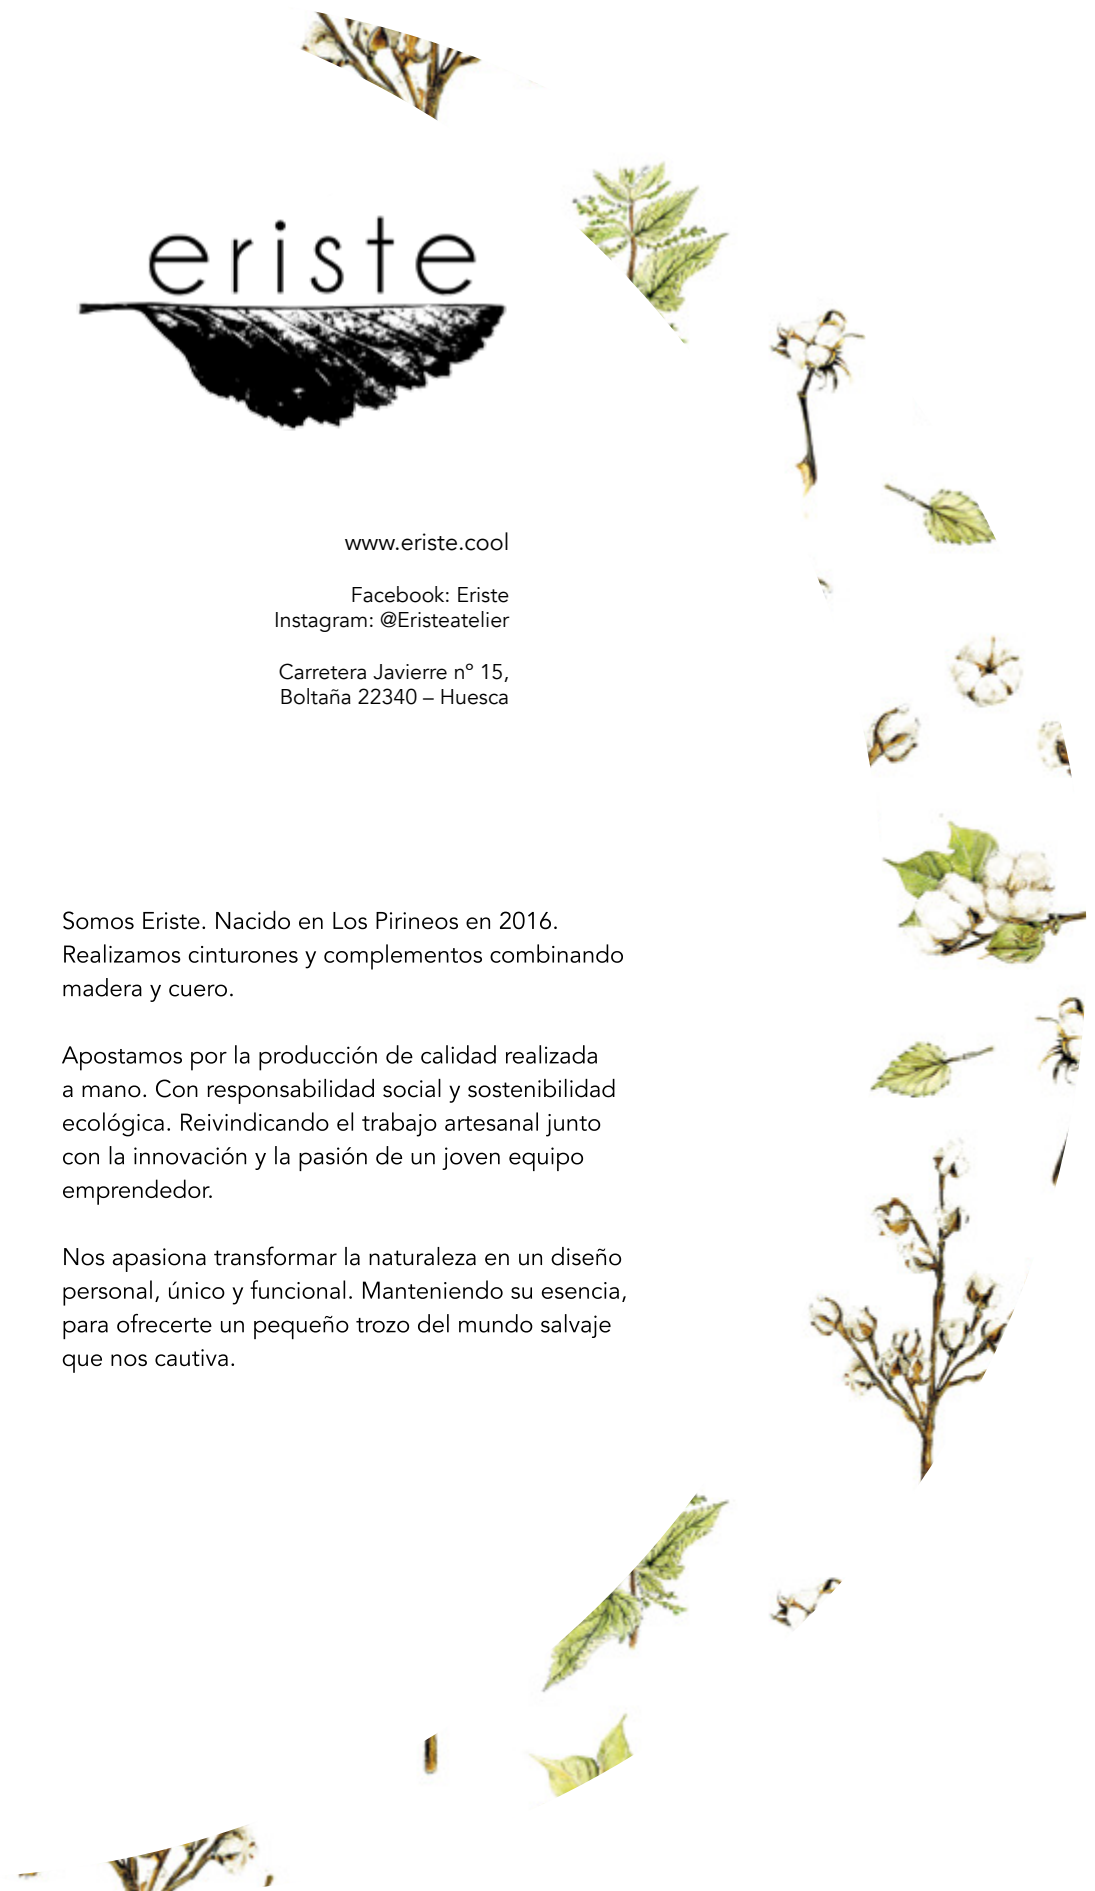 eriste
www.eriste.cool
Facebook: Eriste
Instagram: @Eristeatelier
Carretera Javierre nº 15,
Boltaña 22340 – Huesca
Somos Eriste. Nacido en Los Pirineos en 2016.
Realizamos cinturones y complementos combinando
madera y cuero.
Apostamos por la producción de calidad realizada
a mano. Con responsabilidad social y sostenibilidad
ecológica. Reivindicando el trabajo artesanal junto
con la innovación y la pasión de un joven equipo
emprendedor.
Nos apasiona transformar la naturaleza en un diseño
personal, único y funcional. Manteniendo su esencia,
para ofrecerte un pequeño trozo del mundo salvaje
que nos cautiva.